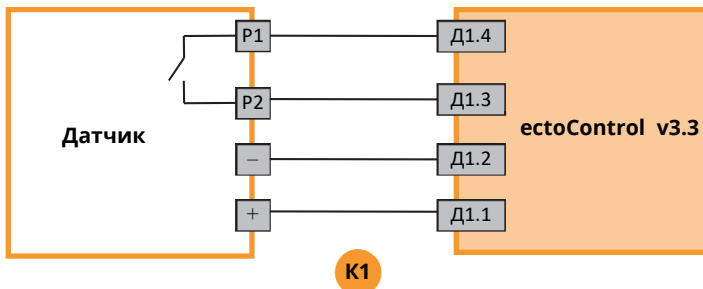 P1
Д1.4
P2
Д1.3
Датчик
ectoControl v3.3
–
Д1.2
+
Д1.1
K1